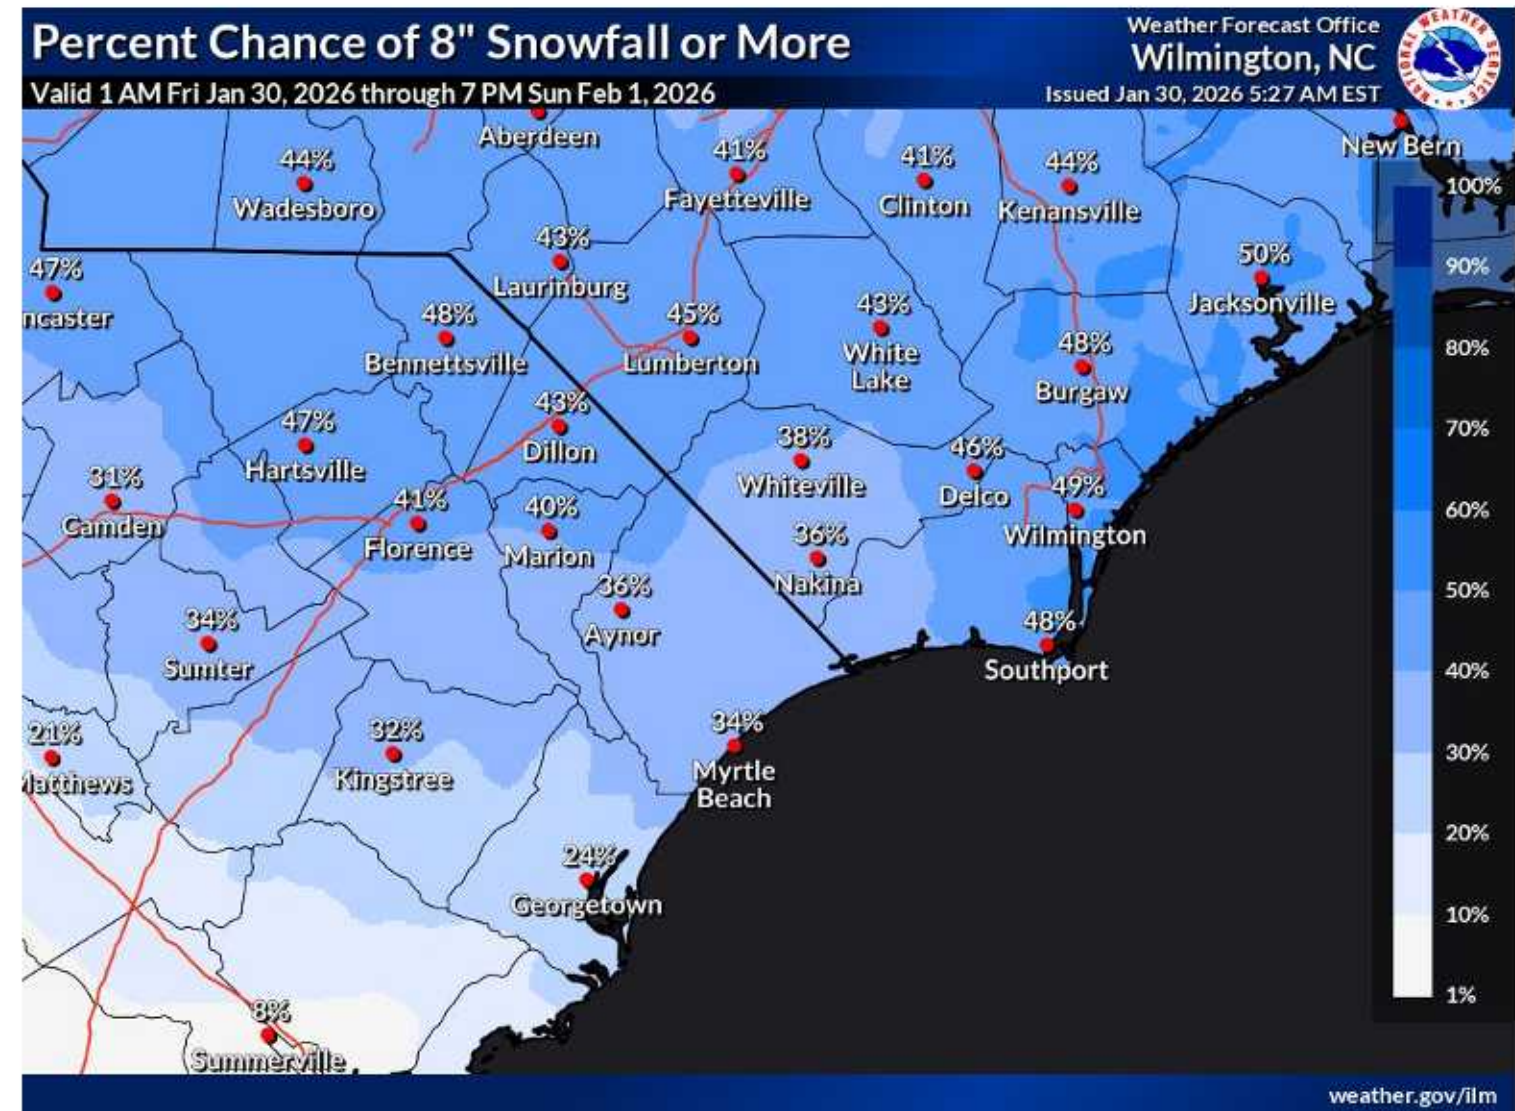 Percent Chance of 8" Snowfall or More
Valid 1 AM Fri Jan 30, 2026 through 7 PM Sun Feb 1, 2026
Weather Forecast Office
Wilmington, NC
Issued Jan 30, 2026 5:27 AM EST
NATIONAL WEATHER SERVICE
Aberdeen
New Bern
44%
Wadesboro
41%
Fayetteville
41%
Clinton
44%
Kenansville
43%
Laurinburg
50%
Jacksonville
47%
ncaster
48%
Bennettsville
45%
Lumberton
43%
White
Lake
48%
Burgaw
43%
Dillon
47%
Hartsville
38%
Whiteville
46%
Delco
49%
Wilmington
31%
Camden
41%
Florence
40%
Marion
36%
Nakina
36%
Aynor
34%
Sumter
48%
Southport
21%
Matthews
32%
Kingstree
34%
Myrtle
Beach
24%
Georgetown
8%
Summerville
100%
90%
80%
70%
60%
50%
40%
30%
20%
10%
1%
weather.gov/ilm